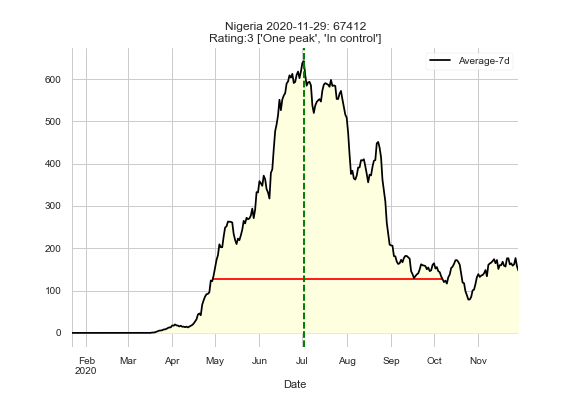 Nigeria 2020-11-29: 67412
Rating:3 ['One peak', 'In control']
Average-7d
600
500
400
300
200
100
0
Feb Mar Apr May Jun Jul Aug Sep Oct Nov
2020
Date